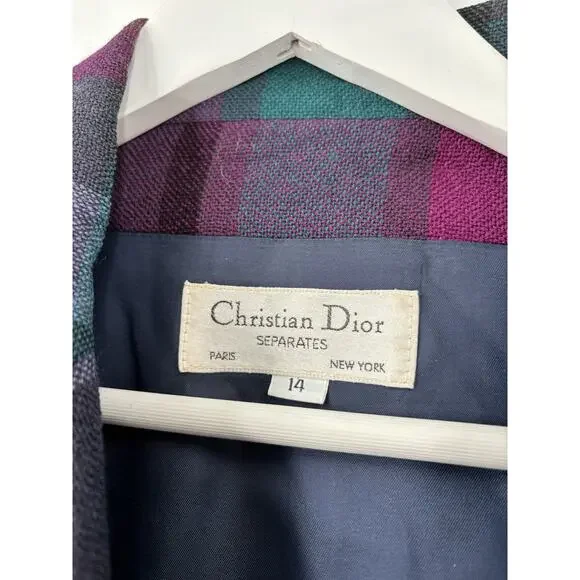 Christian Dior
SEPARATES
PARIS NEW YORK
14